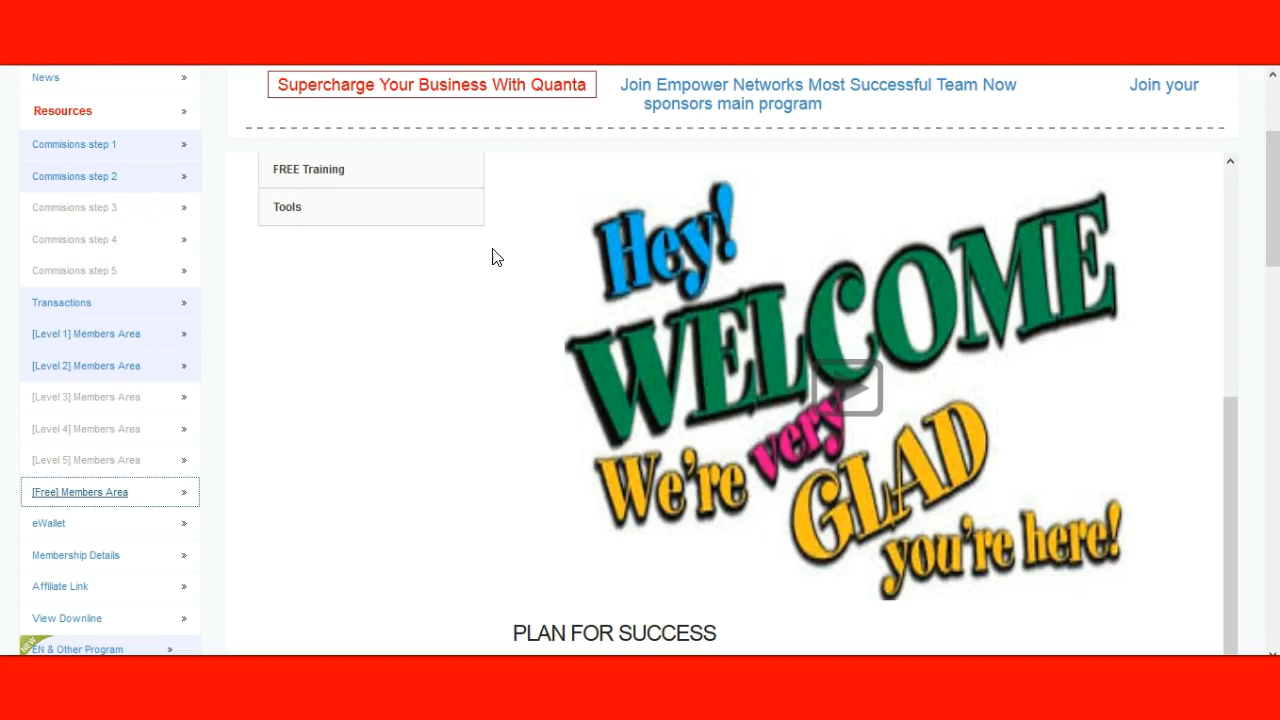 News »
Resources »
Commisions step 1 »
Commisions step 2 »
Commisions step 3 »
Commisions step 4 »
Commisions step 5 »
Transactions »
[Level 1] Members Area »
[Level 2] Members Area »
[Level 3] Members Area »
[Level 4] Members Area »
[Level 5] Members Area »
[Free] Members Area »
eWallet »
Membership Details »
Affiliate Link »
View Downline »
NEW
EN & Other Program »
Supercharge Your Business With Quanta
Join Empower Networks Most Successful Team Now
Join your
sponsors main program
FREE Training
Tools
Hey!
WELCOME
We're very GLAD
you're here!
PLAN FOR SUCCESS